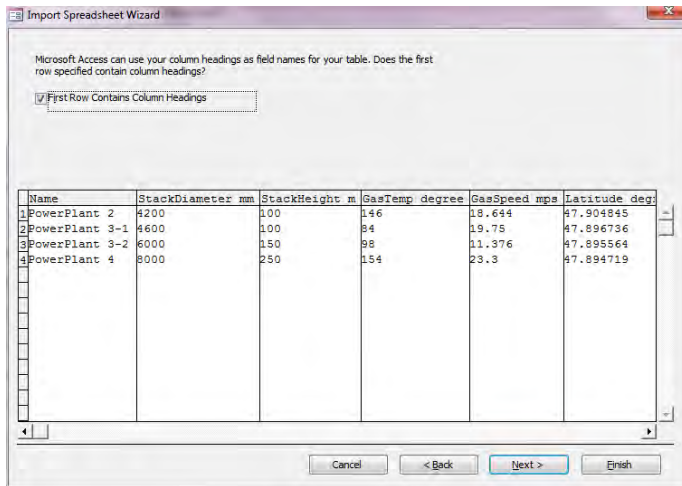 Import Spreadsheet Wizard
Microsoft Access can use your column headings as field names for your table. Does the first
row specified contain column headings?
First Row Contains Column Headings
Name StackDiameter mm StackHeight m GasTemp degree GasSpeed mps Latitude deg
1 PowerPlant 2 4200 100 146 18.644 47.904845
2 PowerPlant 3-1 4600 100 84 19.75 47.896736
3 PowerPlant 3-2 6000 150 98 11.376 47.895564
4 PowerPlant 4 8000 250 154 23.3 47.894719
Cancel < Back Next > Finish